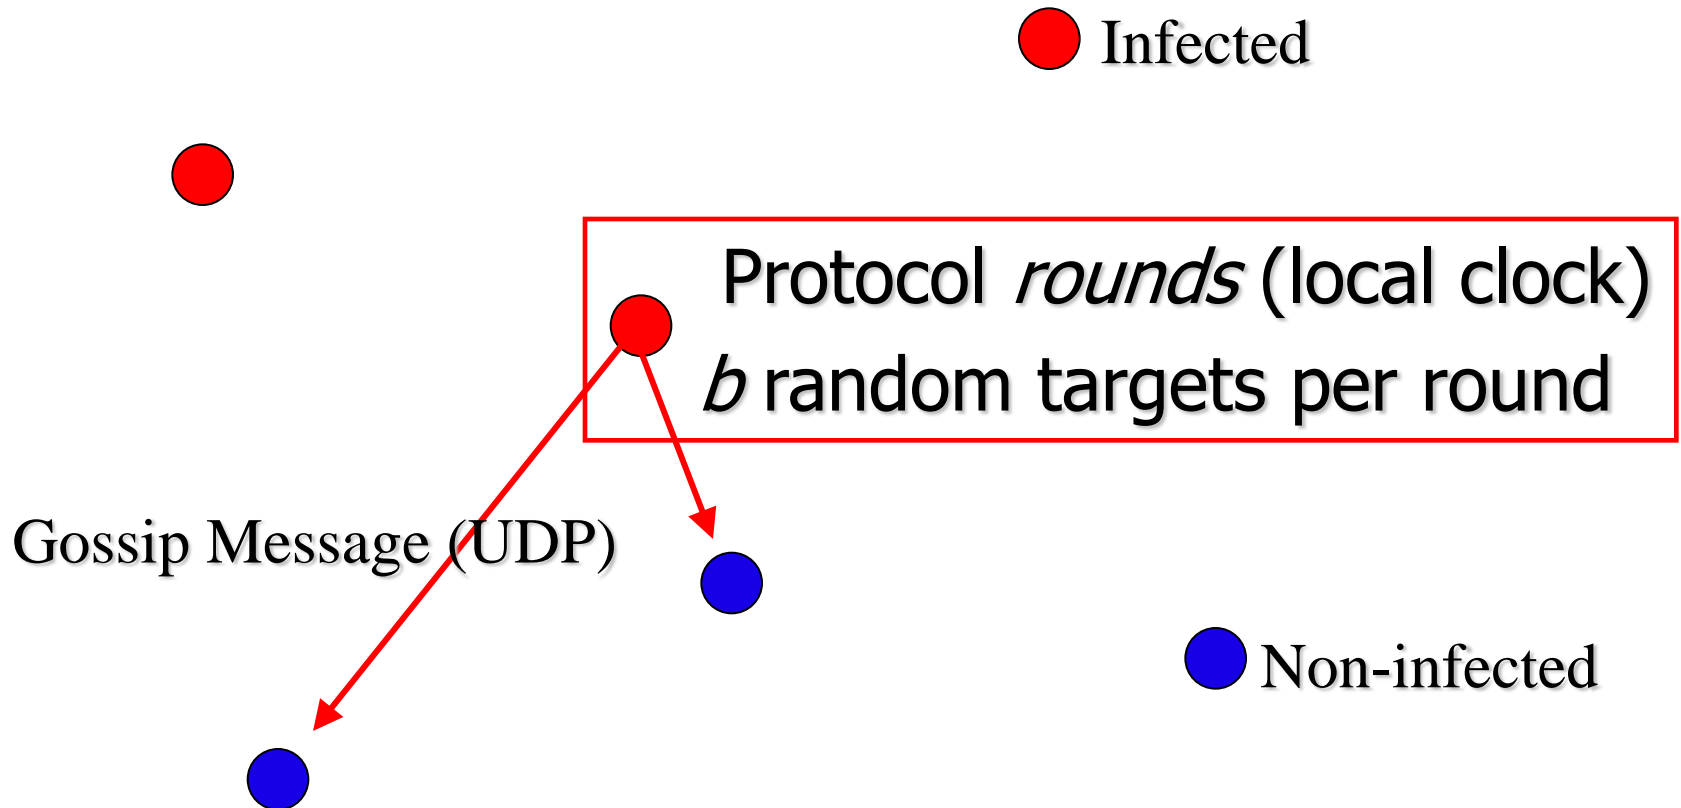 Infected
Protocol rounds (local clock)
b random targets per round
Gossip Message (UDP)
Non-infected